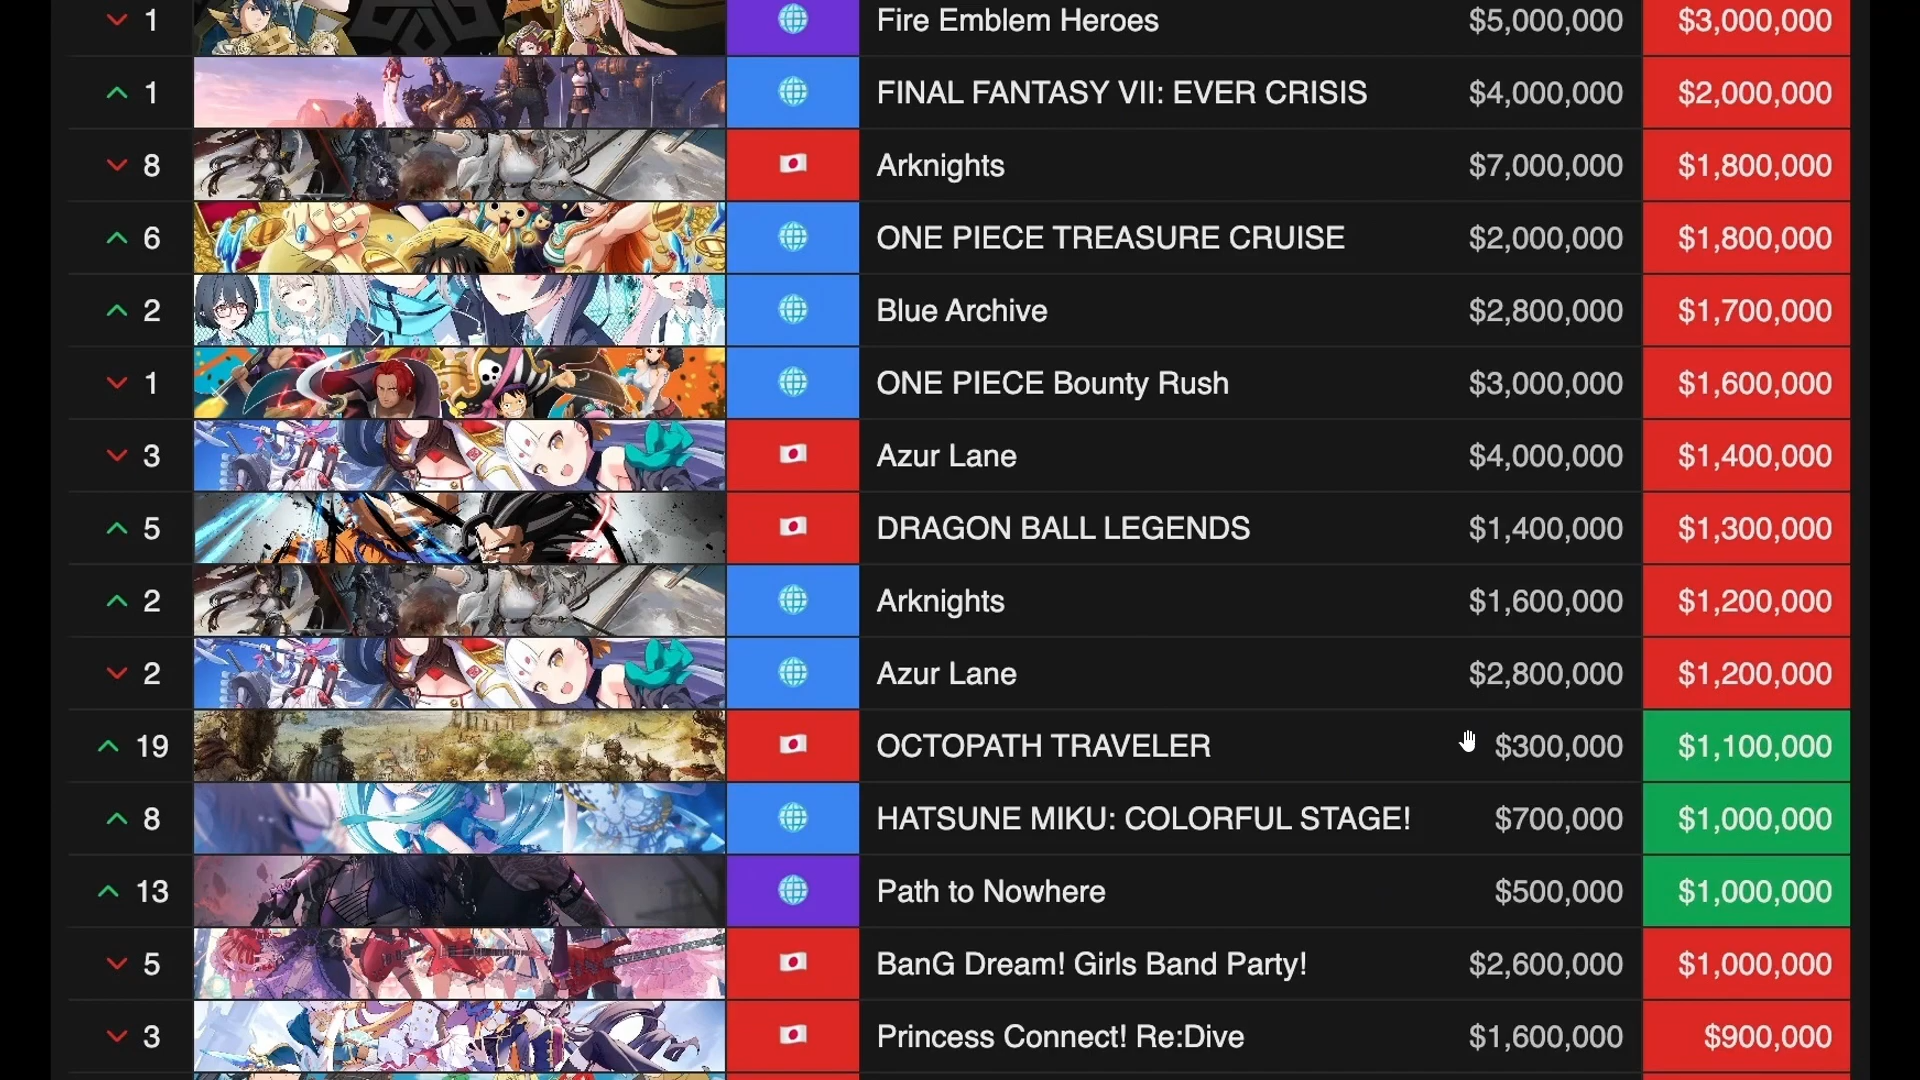 1 Fire Emblem Heroes $5,000,000 $3,000,000
1 FINAL FANTASY VII: EVER CRISIS $4,000,000 $2,000,000
8 Arknights $7,000,000 $1,800,000
6 ONE PIECE TREASURE CRUISE $2,000,000 $1,800,000
2 Blue Archive $2,800,000 $1,700,000
1 ONE PIECE Bounty Rush $3,000,000 $1,600,000
3 Azur Lane $4,000,000 $1,400,000
5 DRAGON BALL LEGENDS $1,400,000 $1,300,000
2 Arknights $1,600,000 $1,200,000
2 Azur Lane $2,800,000 $1,200,000
19 OCTOPATH TRAVELER $300,000 $1,100,000
8 HATSUNE MIKU: COLORFUL STAGE! $700,000 $1,000,000
13 Path to Nowhere $500,000 $1,000,000
5 BanG Dream! Girls Band Party! $2,600,000 $1,000,000
3 Princess Connect! Re:Dive $1,600,000 $900,000